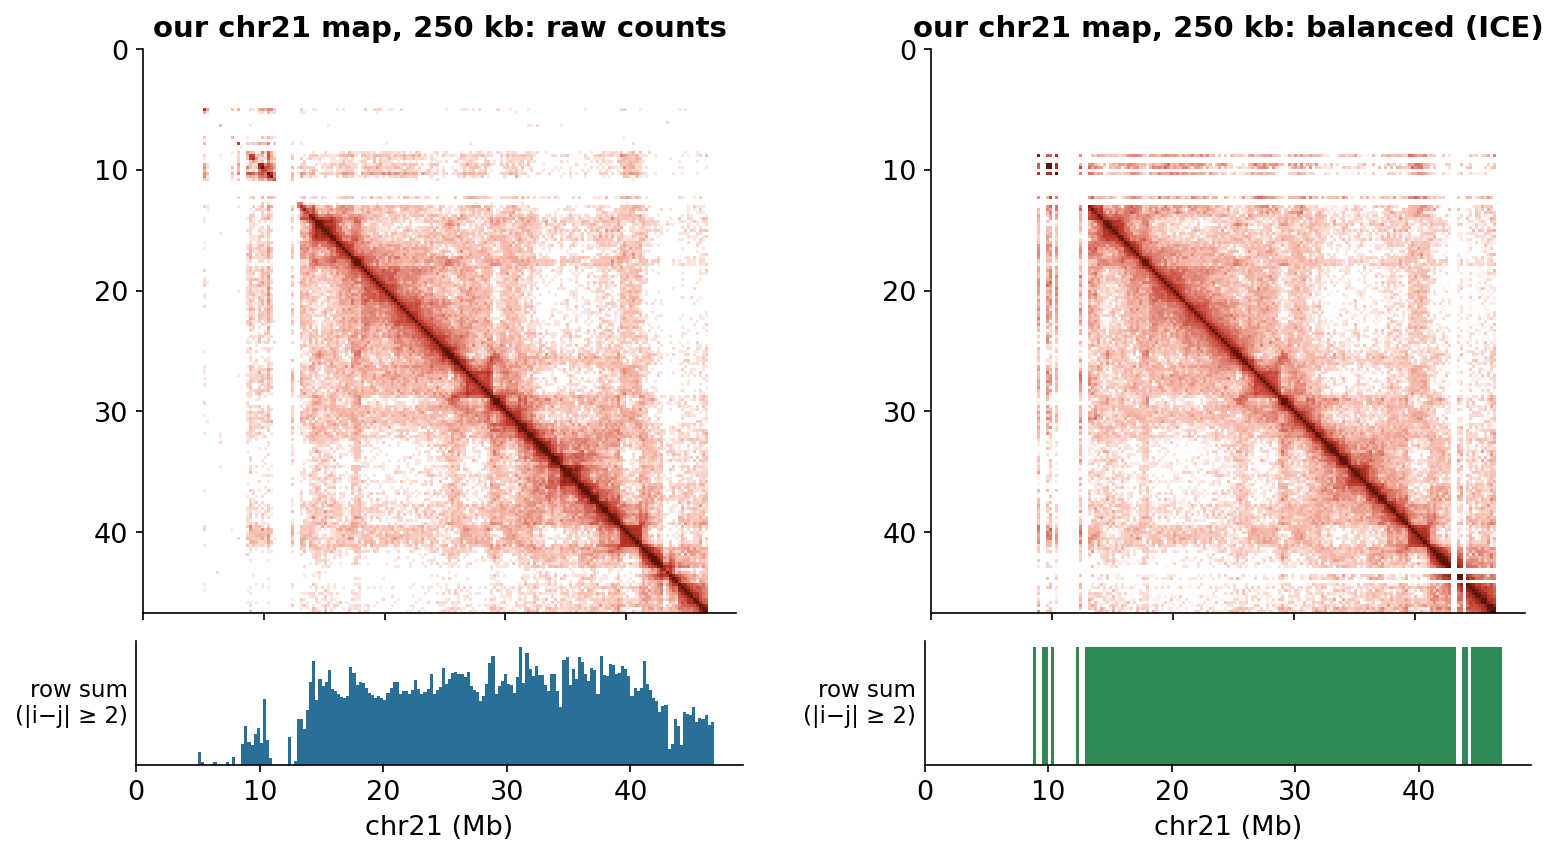 our chr21 map, 250 kb: raw counts
0
10
20
30
40
row sum
(|i−j| ≥ 2)
0 10 20 30 40
chr21 (Mb)
our chr21 map, 250 kb: balanced (ICE)
0
10
20
30
40
row sum
(|i−j| ≥ 2)
0 10 20 30 40
chr21 (Mb)